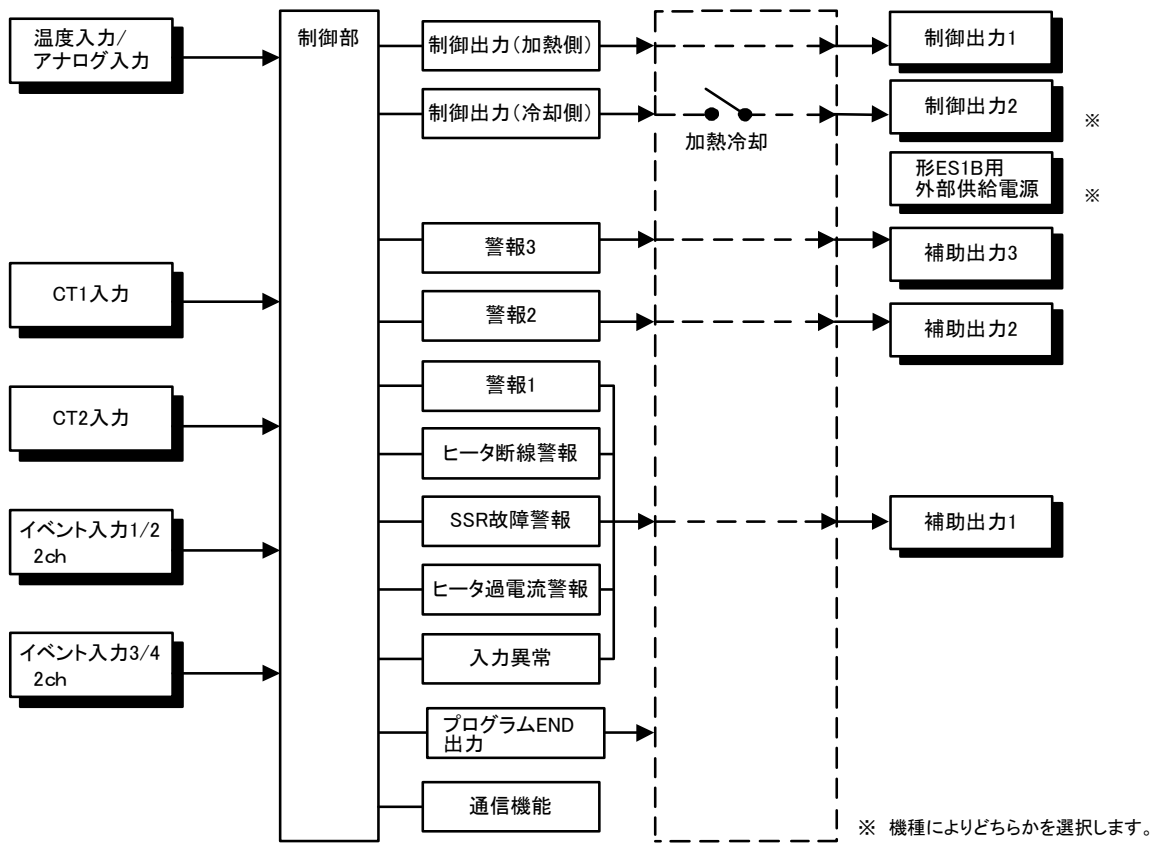 温度入力/
アナログ入力
CT1入力
CT2入力
イベント入力1/2
2ch
イベント入力3/4
2ch
制御部
制御出力(加熱側)
制御出力(冷却側)
警報3
警報2
警報1
ヒータ断線警報
SSR故障警報
ヒータ過電流警報
入力異常
プログラムEND
出力
通信機能
加熱冷却
制御出力1
制御出力2
※
形ES1B用
外部供給電源
※
補助出力3
補助出力2
補助出力1
※ 機種によりどちらかを選択します。